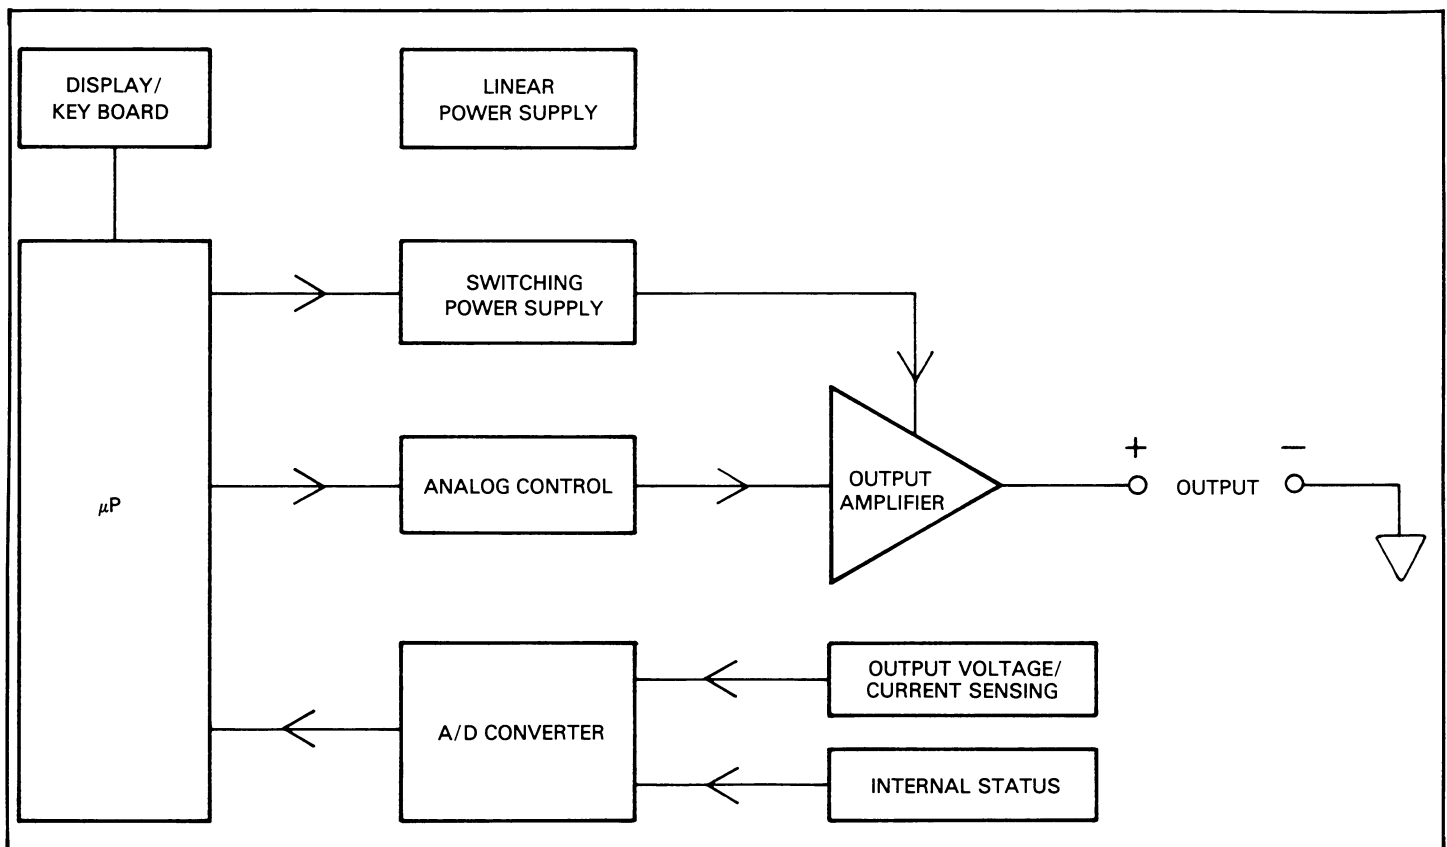 DISPLAY/
KEY BOARD
LINEAR
POWER SUPPLY
SWITCHING
POWER SUPPLY
μP
ANALOG CONTROL
OUTPUT
AMPLIFIER
+
OUTPUT
−
A/D CONVERTER
OUTPUT VOLTAGE/
CURRENT SENSING
INTERNAL STATUS